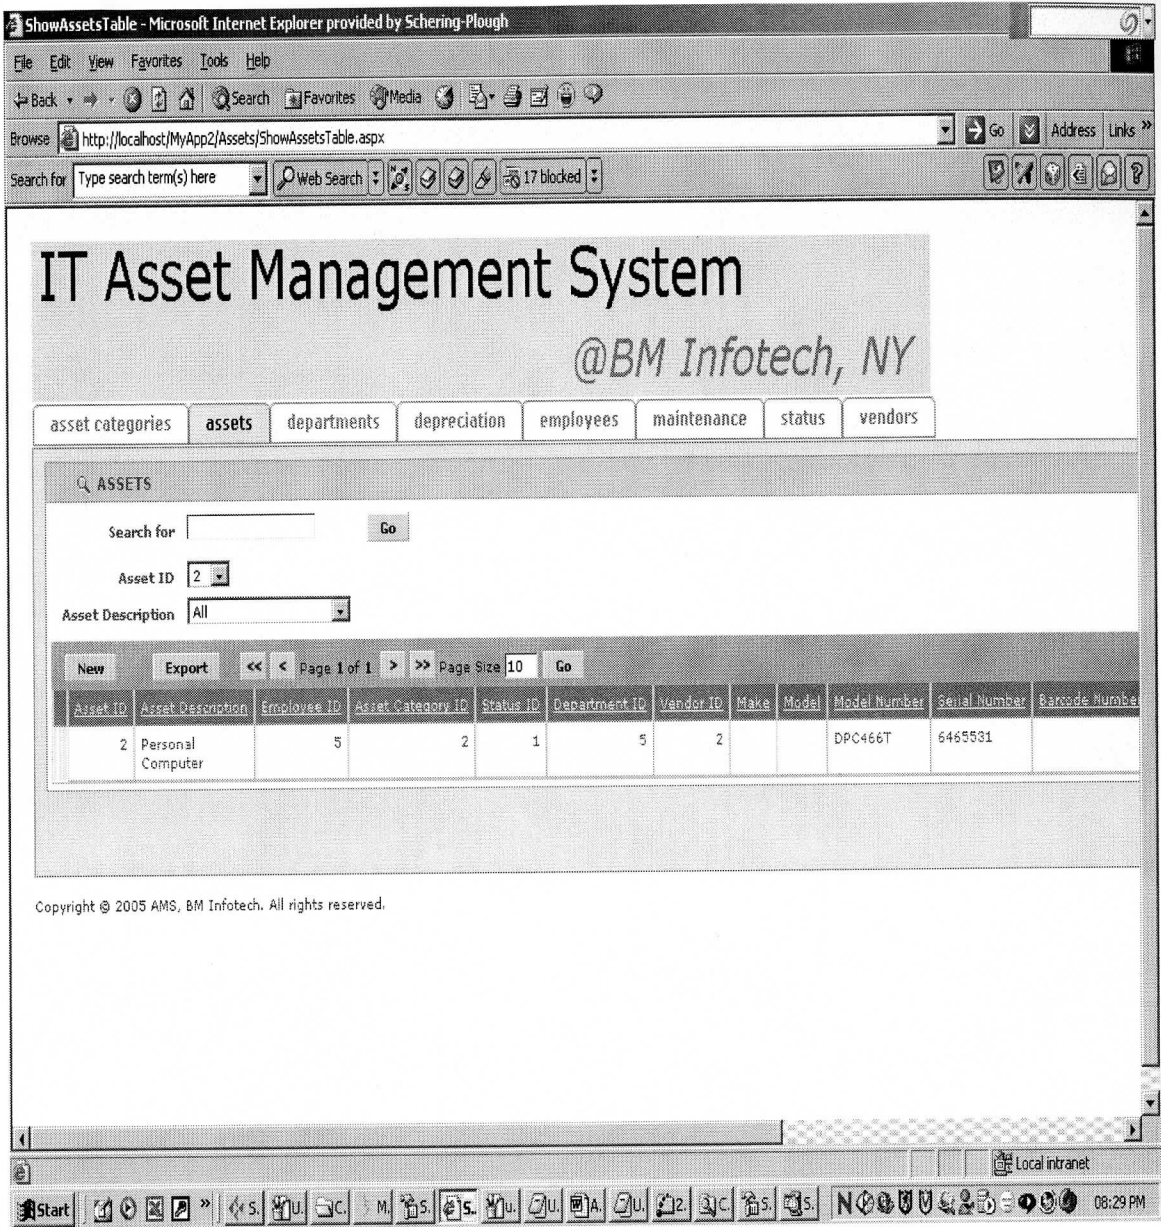 ShowAssetsTable - Microsoft Internet Explorer provided by Schering-Plough
File Edit View Favorites Tools Help
Back Search Favorites Media
Browse http://localhost/MyApp2/Assets/ShowAssetsTable.aspx Go Address Links »
Search for Type search term(s) here Web Search 17 blocked
IT Asset Management System
@BM Infotech, NY
asset categories assets departments depreciation employees maintenance status vendors
ASSETS
Search for Go
Asset ID 2
Asset Description All
New Export << < Page 1 of 1 > >> Page Size 10 Go
Asset ID Asset Description Employee ID Asset Category ID Status ID Department ID Vendor ID Make Model Model Number Serial Number Barcode Numbe
2 Personal 5 2 1 5 2 DPC466T 6465531
Computer
Copyright © 2005 AMS, BM Infotech. All rights reserved.
Local intranet
Start » S. U. C. M. S. S. U. U. A. U. 2. C. S. S. 08:29 PM